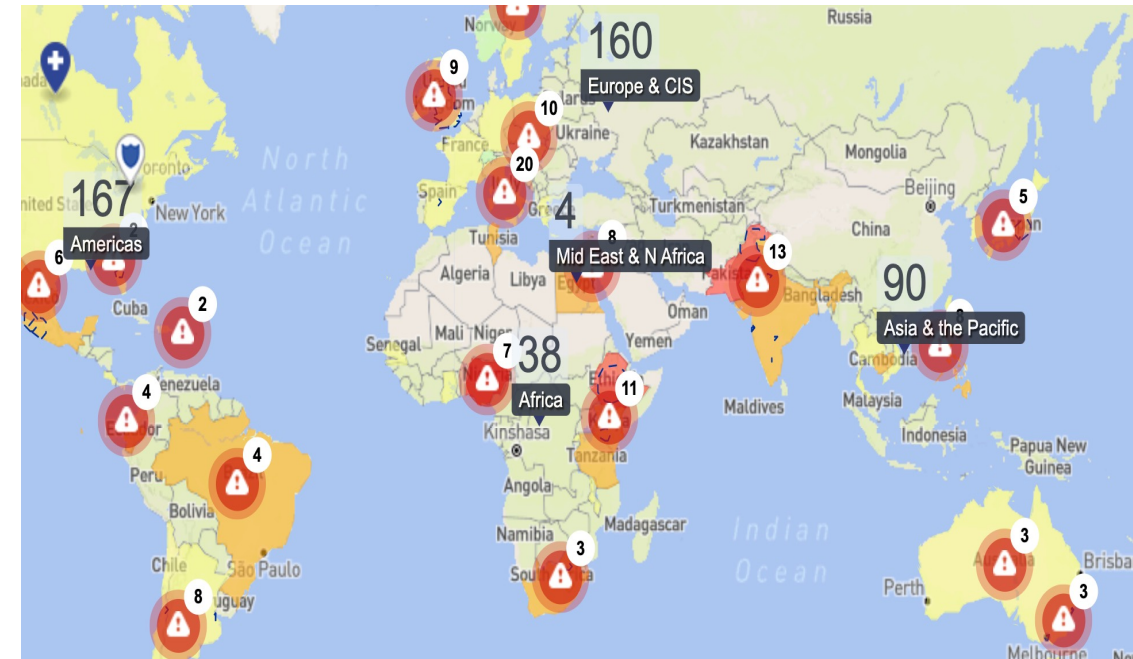 Russia
Norway
160
9
Europe & CIS
10
Ukraine
Kazakhstan
France
Mongolia
20
North
Atlantic
Ocean
Beijing
167
New York
Spain
4
Turkmenistan
5
China
Americas
2
Tunisia
8
Mid East & N Africa
13
6
Algeria
Libya
Egypt
Pakistan
Bangladesh
90
Cuba
2
Oman
8
Asia & the Pacific
Senegal
Mali
Niger
Yemen
Cambodia
7
38
4
11
Africa
Maldives
Malaysia
Kinshasa
Indonesia
Tanzania
Papua New
Guinea
4
Peru
Angola
Bolivia
Namibia
Madagascar
Indian
Ocean
3
3
Chile
São Paulo
Perth
Brisba
8
3
Melbourne